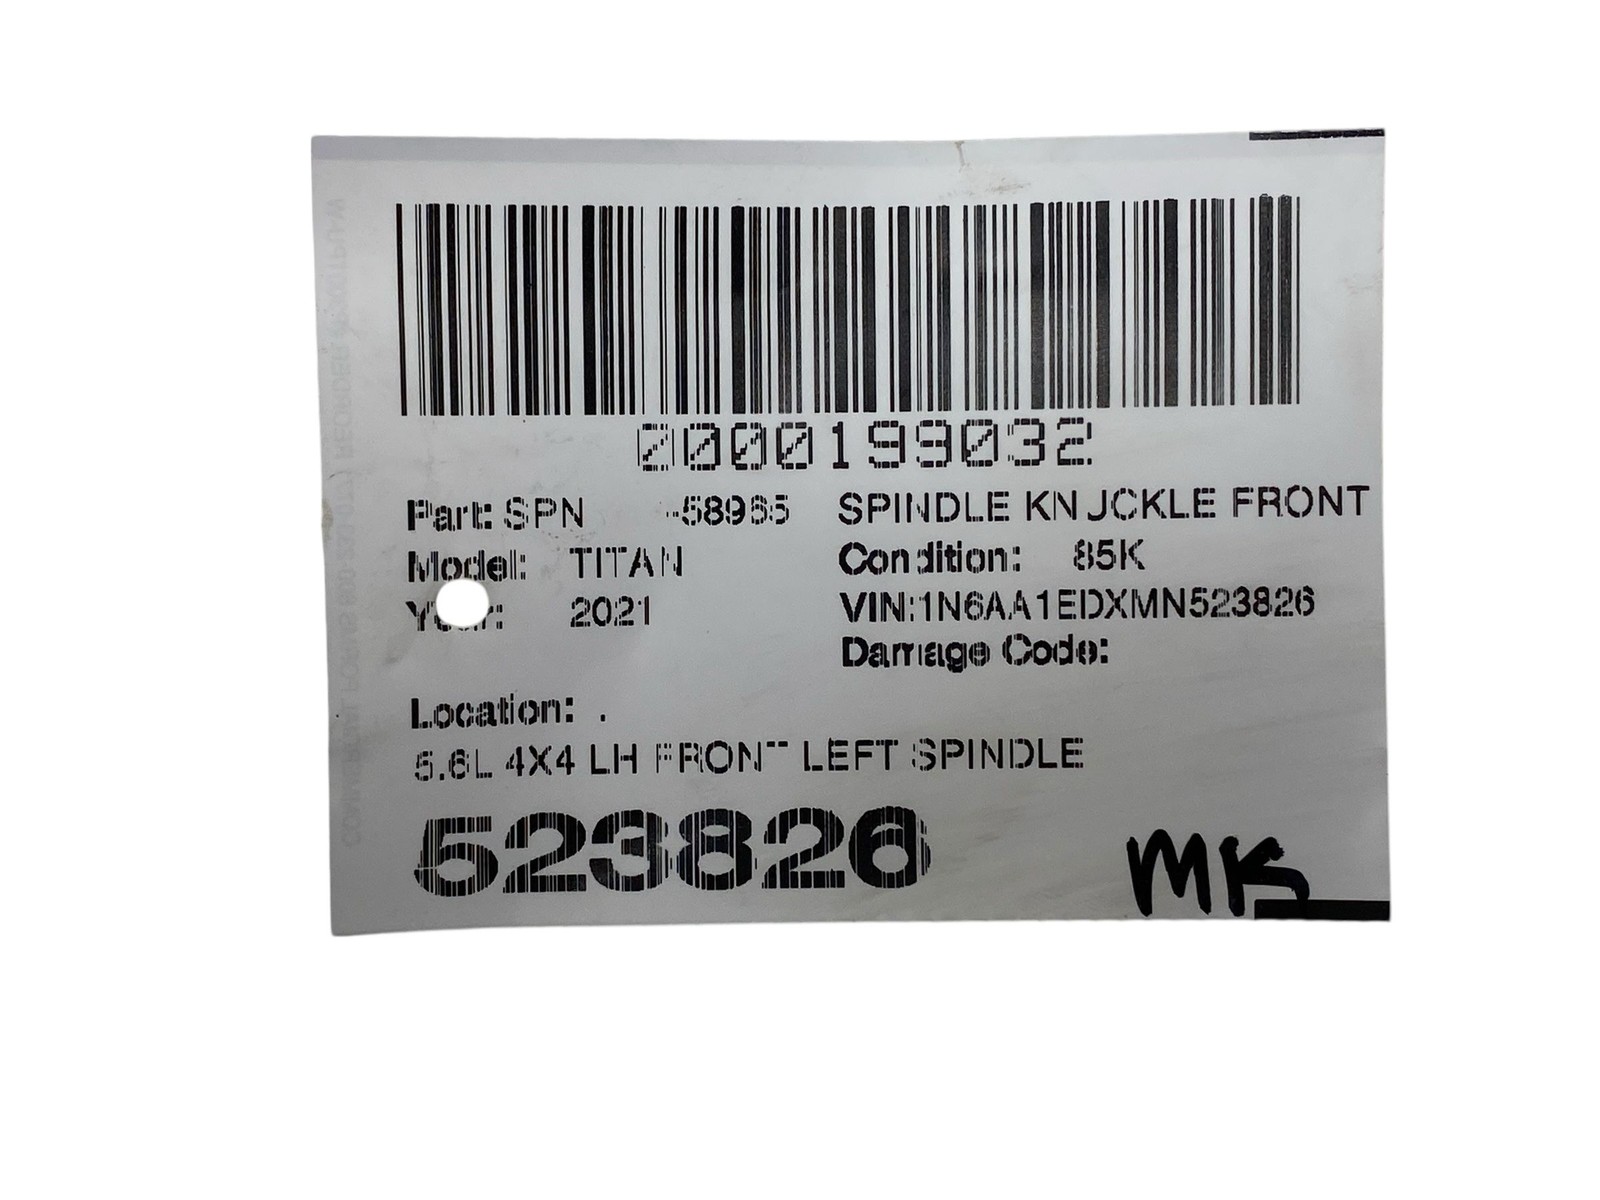 0000199032
Part: SPN -58965 SPINDLE KNUCKLE FRONT
Model: TITAN Condition: 85K
Year: 2021 VIN:1N6AA1EDXMN523826
Damage Code:
Location: .
5.6L 4X4 LH FRONT LEFT SPINDLE
523826
MK